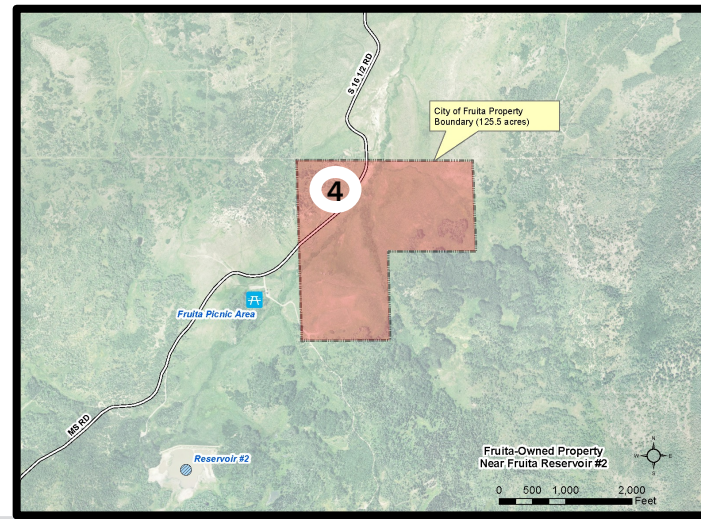 S 16 1/2 RD
City of Fruita Property
Boundary (125.5 acres)
4
Fruita Picnic Area
MS RD
Reservoir #2
Fruita-Owned Property
Near Fruita Reservoir #2
N
W E
S
0 500 1,000 2,000
Feet